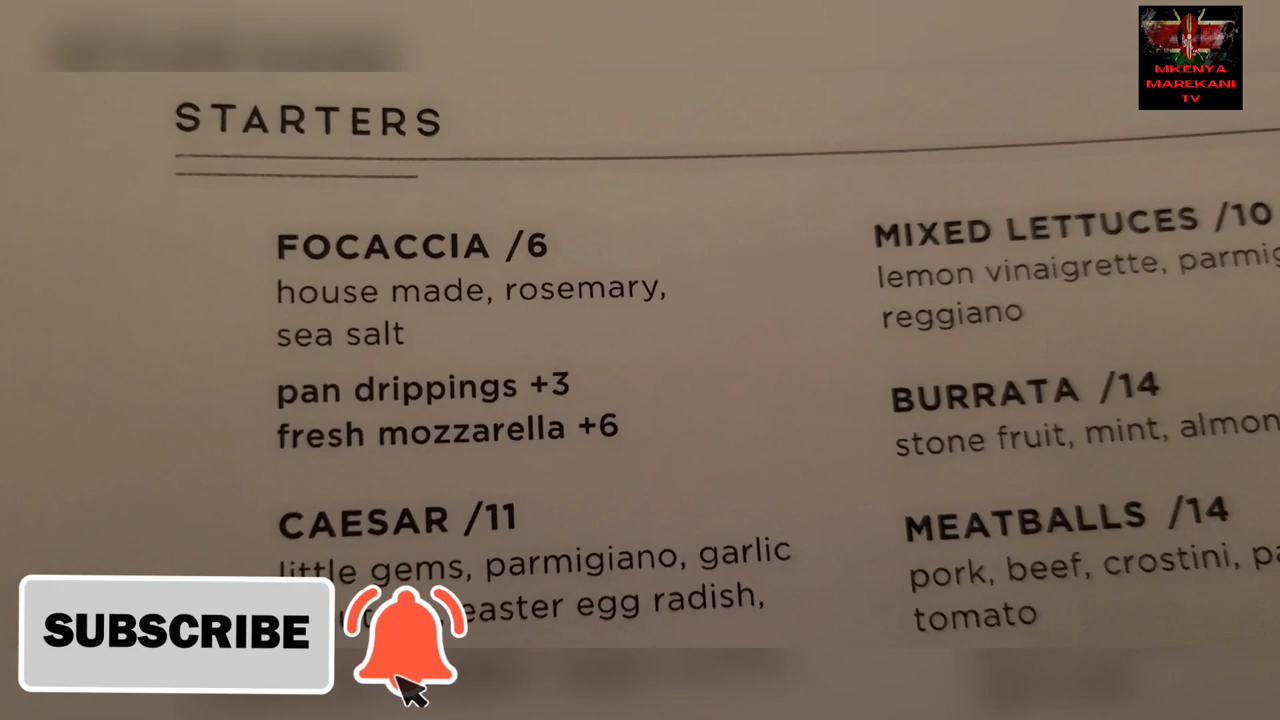 MKENYA
MAREKANI
TV
STARTERS
FOCACCIA /6
house made, rosemary,
sea salt
pan drippings +3
fresh mozzarella +6
CAESAR /11
little gems, parmigiano, garlic
easter egg radish,
MIXED LETTUCES /10
lemon vinaigrette,
reggiano
BURRATA /14
stone fruit, mint,
MEATBALLS /14
pork, beef, crostini,
tomato
SUBSCRIBE